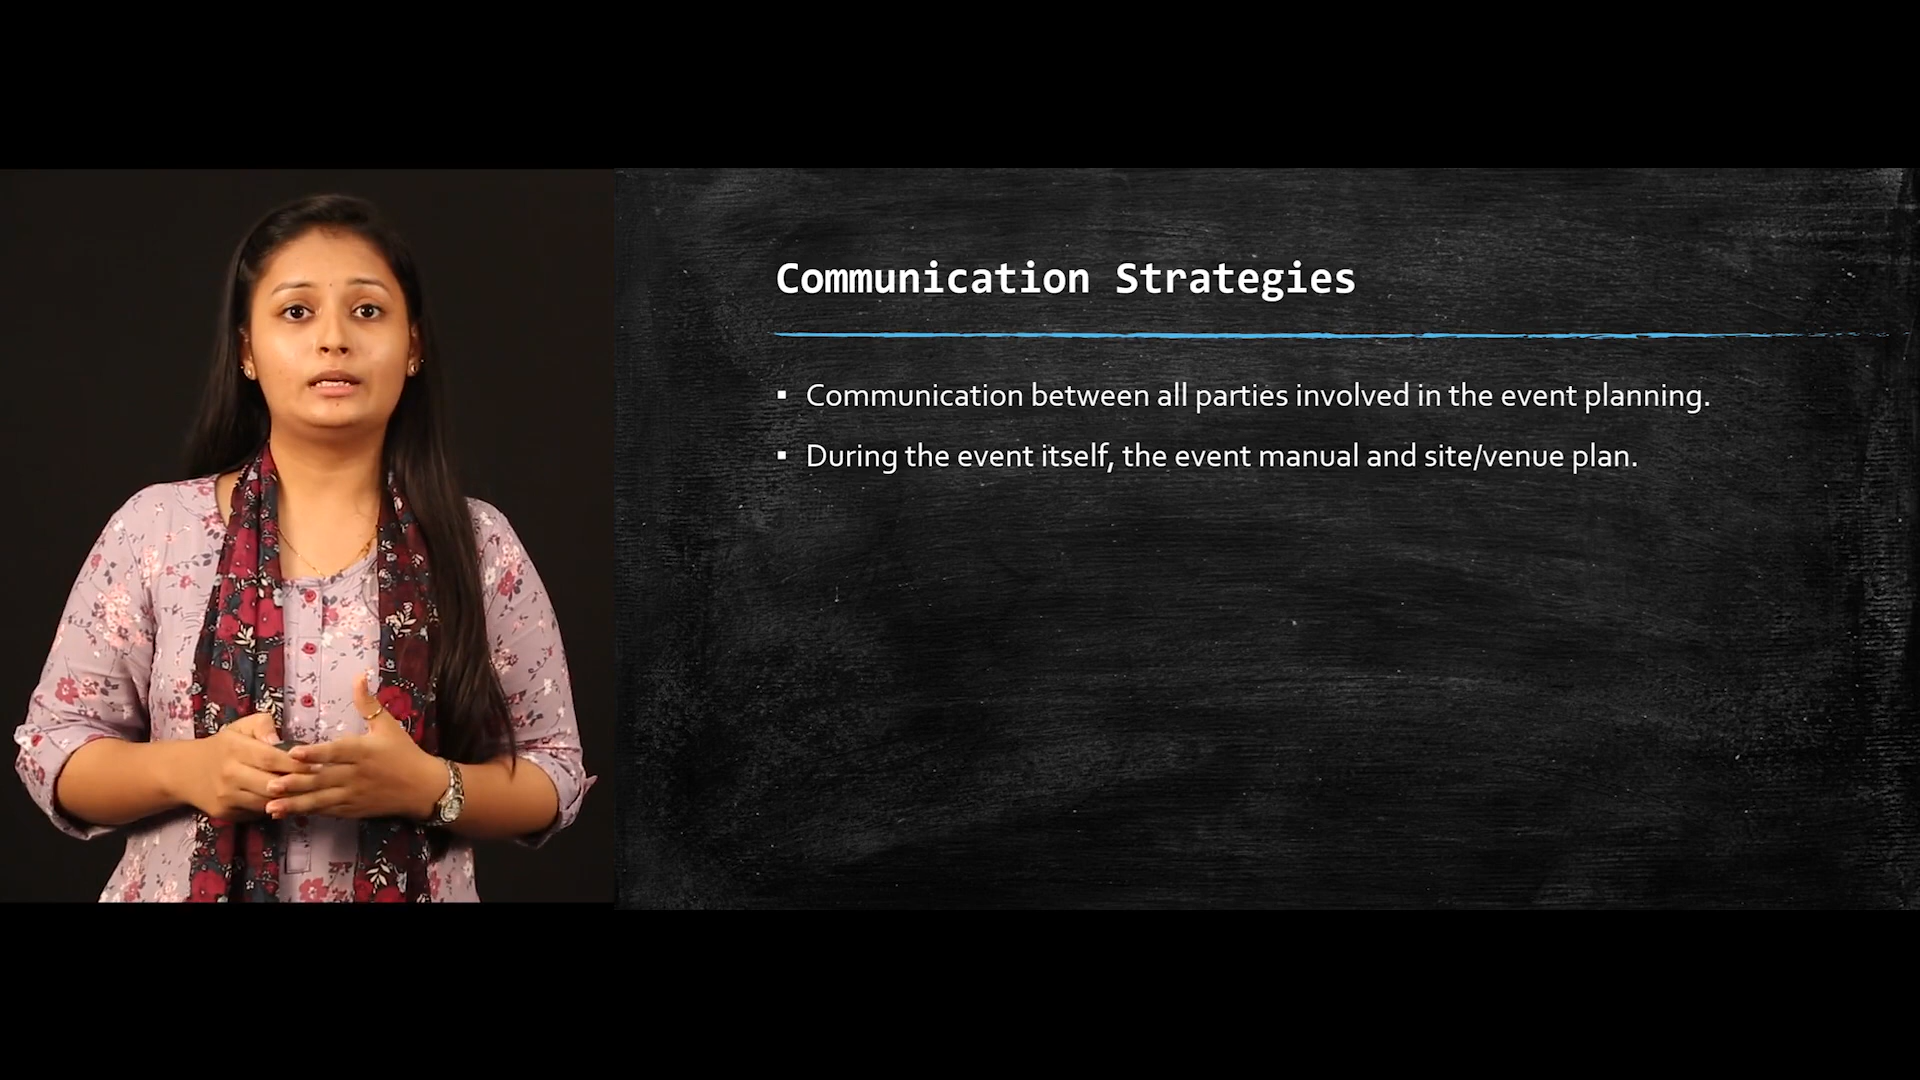 Communication Strategies
▪ Communication between all parties involved in the event planning.
▪ During the event itself, the event manual and site/venue plan.